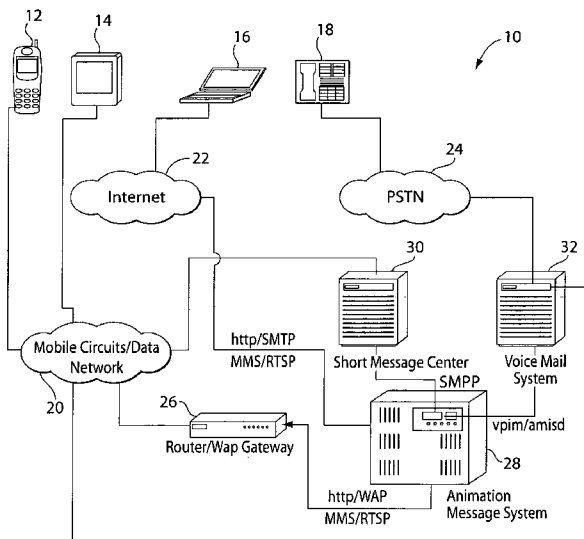 12
14
16
18
10
22
Internet
24
PSTN
30
32
Mobile Circuits/Data
Network
20
http/SMTP
MMS/RTSP
Short Message Center
SMPP
Voice Mail
System
26
Router/Wap Gateway
vpim/amisd
28
http/WAP
MMS/RTSP
Animation
Message System